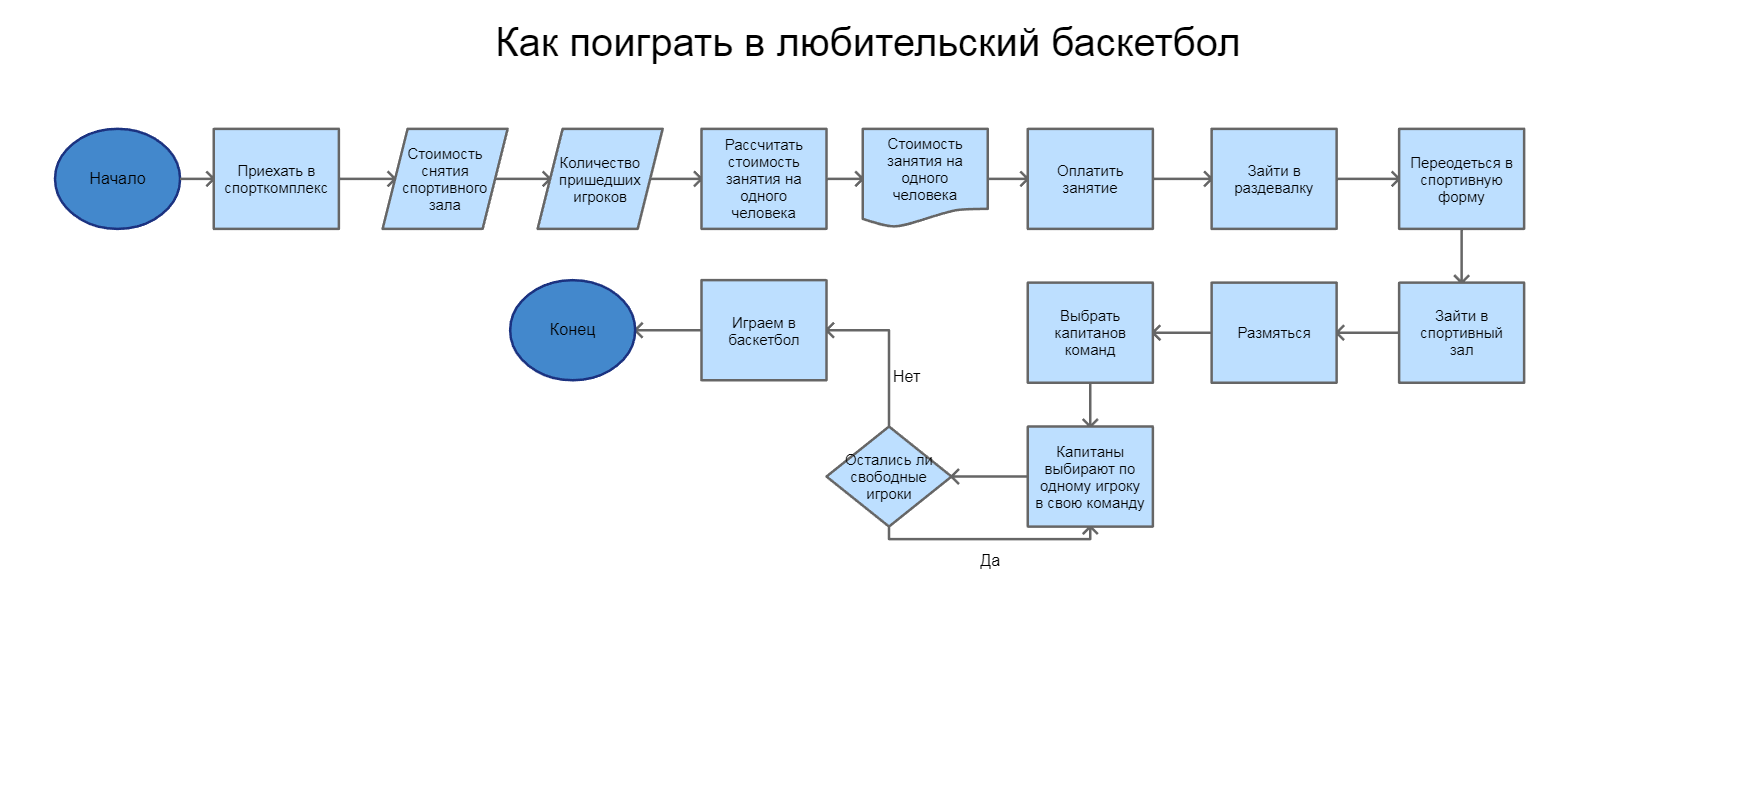 Как поиграть в любительский баскетбол
Начало
Приехать в
спорткомплекс
Стоимость
снятия
спортивного
зала
Количество
пришедших
игроков
Рассчитать
стоимость
занятия на
одного
человека
Стоимость
занятия на
одного
человека
Оплатить
занятие
Зайти в
раздевалку
Переодеться в
спортивную
форму
Зайти в
спортивный
зал
Размяться
Выбрать
капитанов
команд
Капитаны
выбирают по
одному игроку
в свою команду
Остались ли
свободные
игроки
Да
Нет
Играем в
баскетбол
Конец